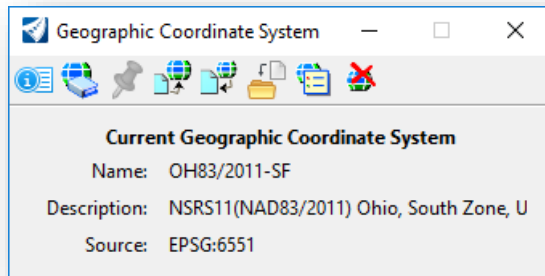 Geographic Coordinate System
Current Geographic Coordinate System
Name: OH83/2011-SF
Description: NSRS11(NAD83/2011) Ohio, South Zone, U
Source: EPSG:6551